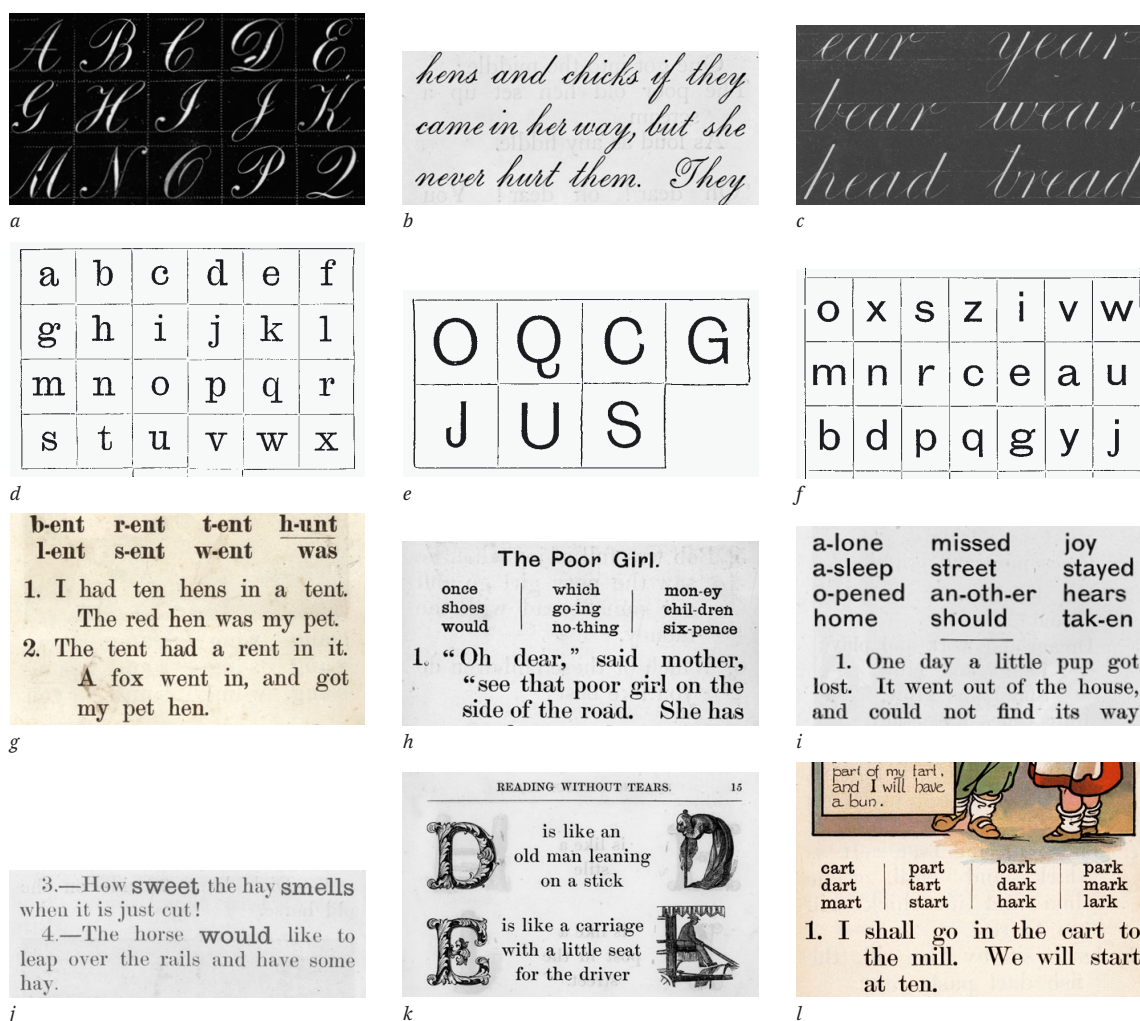 A B C D E
G H I J K
M N O P Q
a
hens and chicks if they
came in her way, but she
never hurt them. They
b
ear year
bear wear
head bread
c
a b c d e f
g h i j k l
m n o p q r
s t u v w x
d
O Q C G
J U S
e
o x s z i v w
m n r c e a u
b d p q g y j
f
b-ent r-ent t-ent h-unt
l-ent s-ent w-ent was
1. I had ten hens in a tent.
The red hen was my pet.
2. The tent had a rent in it.
A fox went in, and got
my pet hen.
g
The Poor Girl.
once which mon-ey
shoes go-ing chil-dren
would no-thing six-pence
1. “Oh dear,” said mother,
“see that poor girl on the
side of the road. She has
h
a-lone missed joy
a-sleep street stayed
o-pened an-oth-er hears
home should tak-en
1. One day a little pup got
lost. It went out of the house,
and could not find its way
i
3.—How sweet the hay smells
when it is just cut!
4.—The horse would like to
leap over the rails and have some
hay.
j
READING WITHOUT TEARS. 15
D is like an
old man leaning
on a stick
E is like a carriage
with a little seat
for the driver
k
part of my tart,
and I will have
a bun.
cart part bark park
dart tart dark mark
mart start hark lark
1. I shall go in the cart to
the mill. We will start
at ten.
l